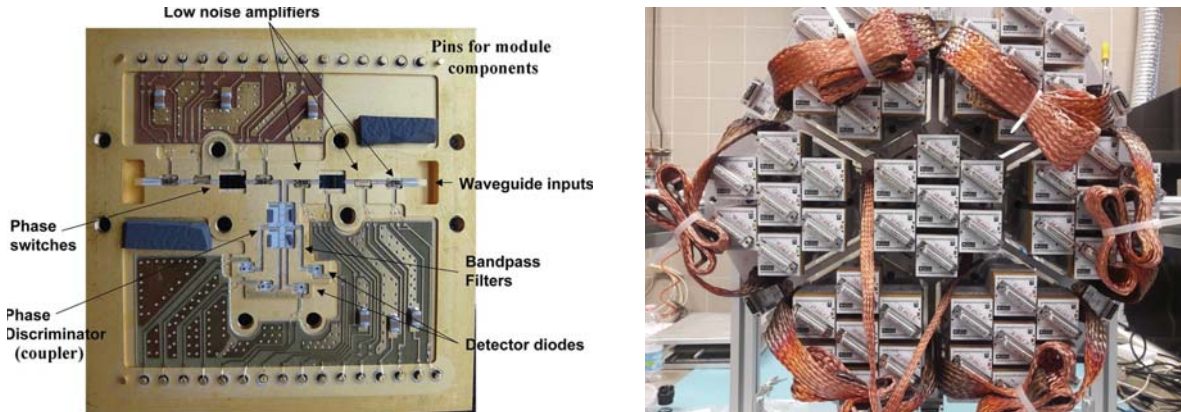 Low noise amplifiers
Pins for module
components
Waveguide inputs
Phase
switches
Bandpass
Filters
Phase
Discriminator
(coupler)
Detector diodes